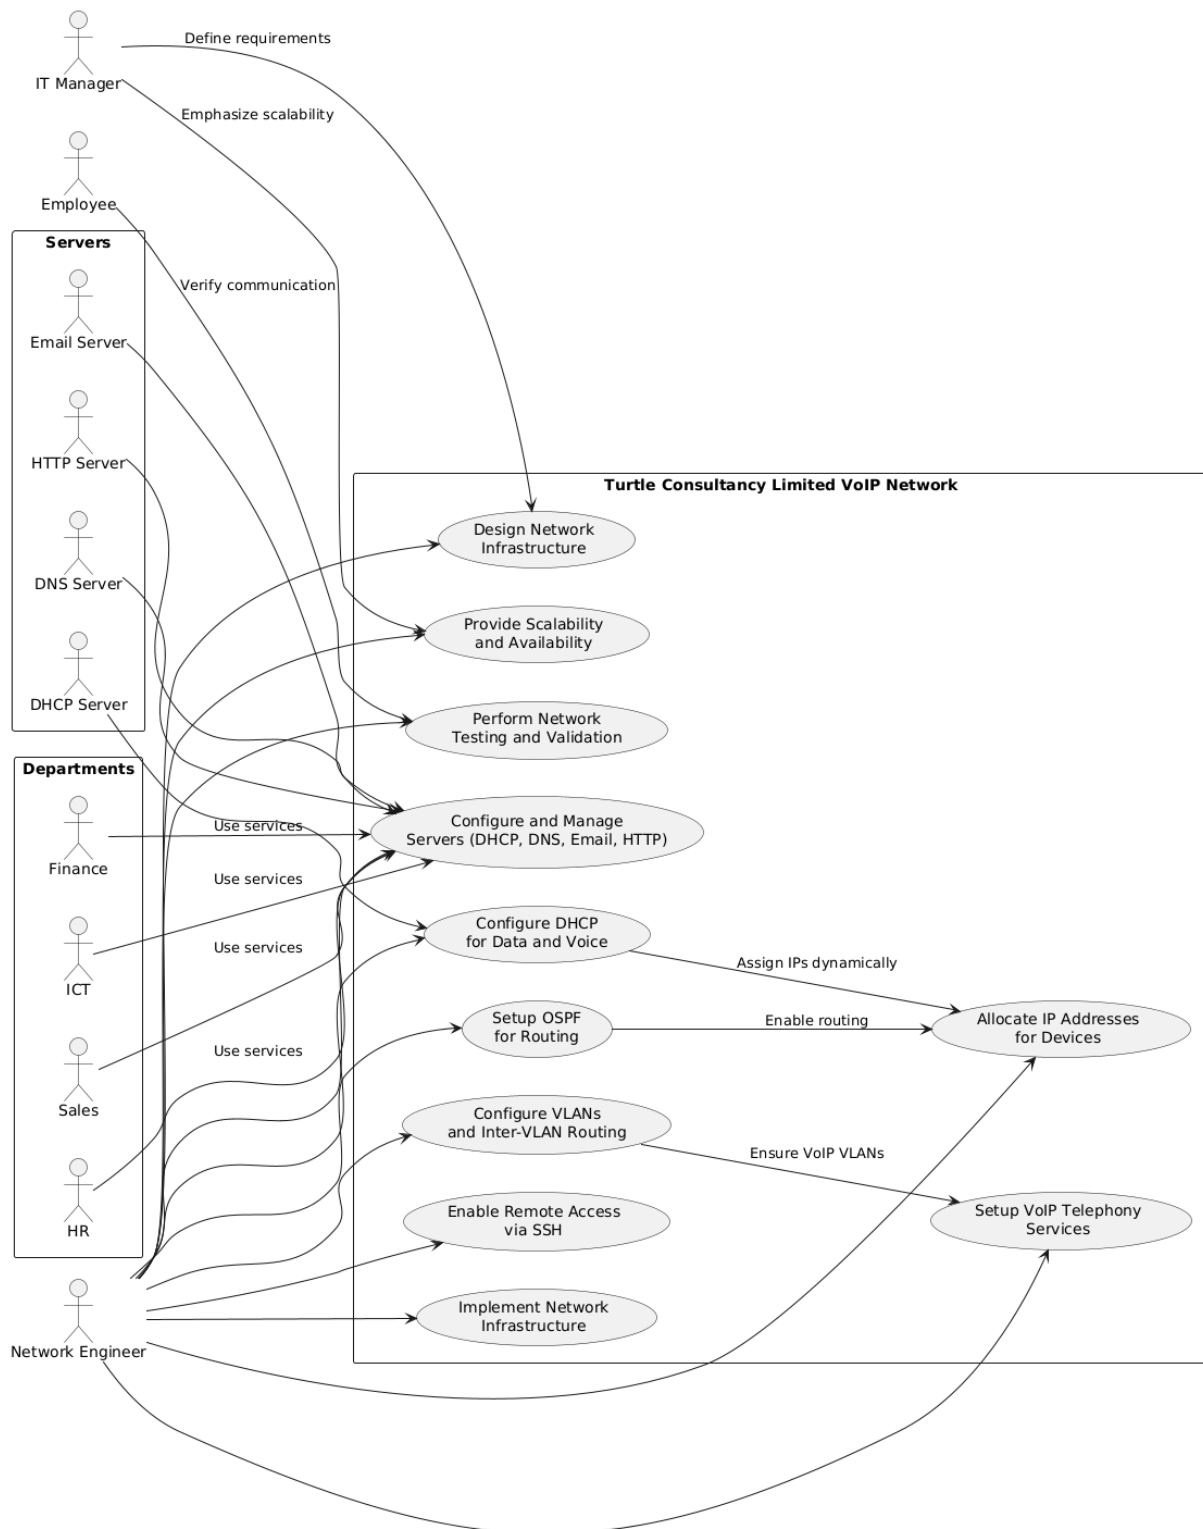 Define requirements
IT Manager
Emphasize scalability
Employee
Servers
Verify communication
Email Server
HTTP Server
Turtle Consultancy Limited VoIP Network
Design Network
Infrastructure
DNS Server
Provide Scalability
and Availability
DHCP Server
Perform Network
Testing and Validation
Departments
Configure and Manage
Servers (DHCP, DNS, Email, HTTP)
Use services
Finance
Use services
Configure DHCP
for Data and Voice
Use services
Assign IPs dynamically
ICT
Setup OSPF
for Routing
Enable routing
Allocate IP Addresses
for Devices
Use services
Sales
Configure VLANs
and Inter-VLAN Routing
Ensure VoIP VLANs
Enable Remote Access
via SSH
Setup VoIP Telephony
Services
HR
Implement Network
Infrastructure
Network Engineer